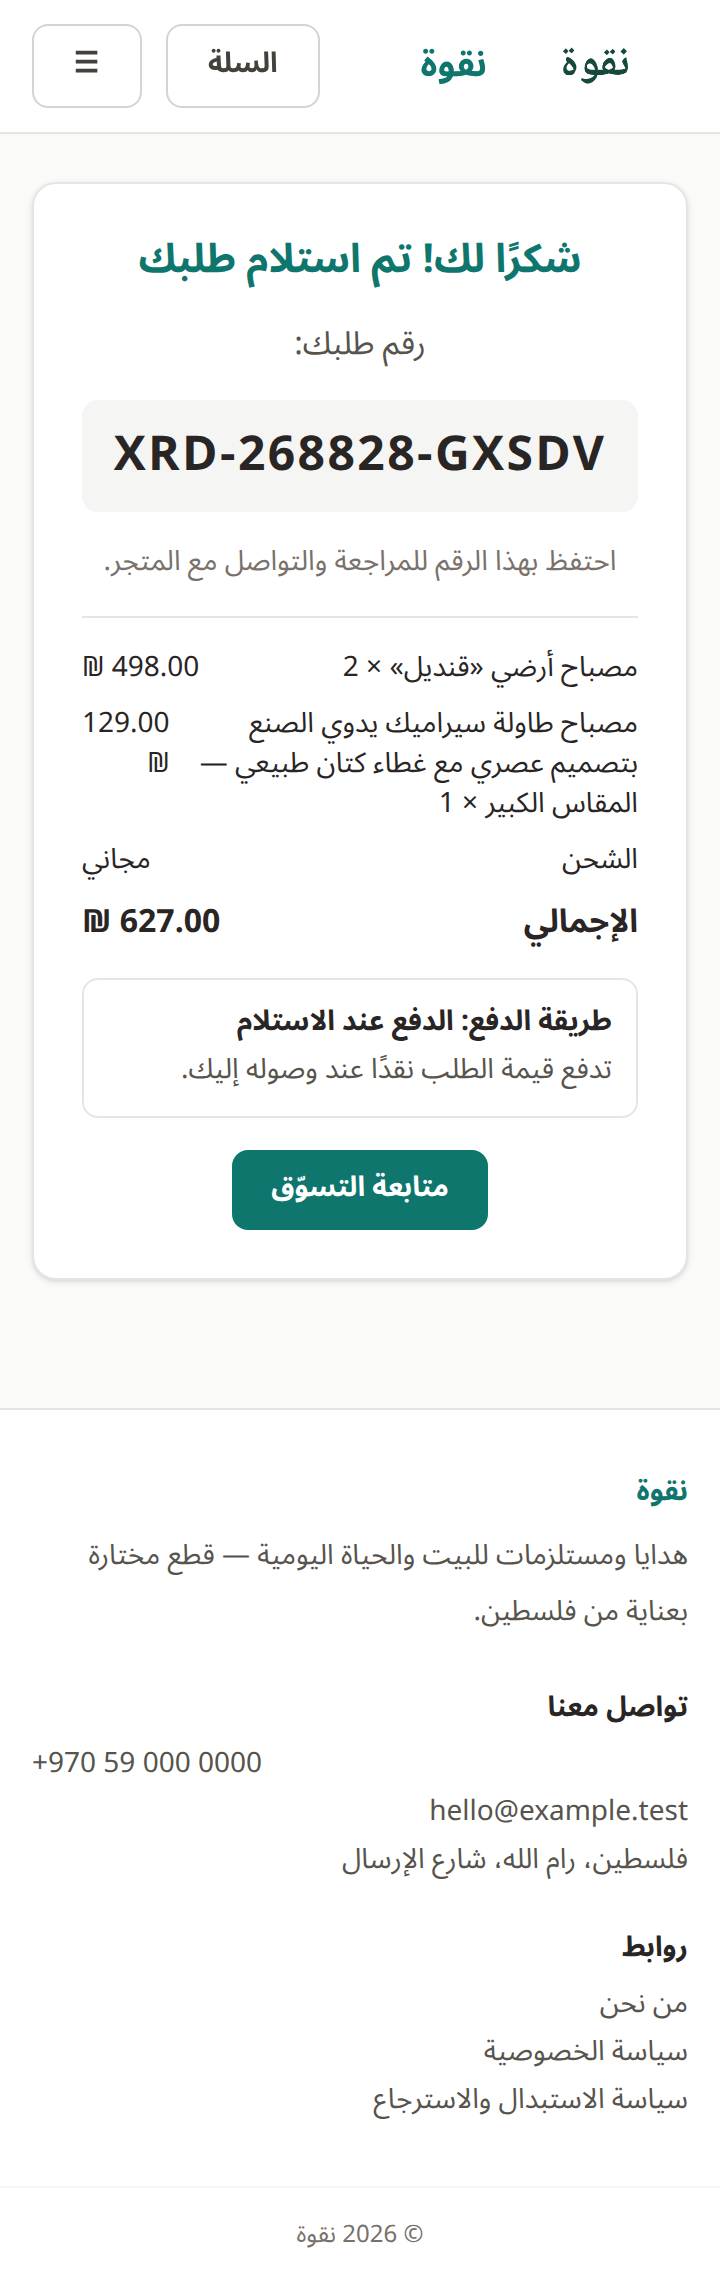 نقوة
نقوة
السلة
☰
شكرًا لك! تم استلام طلبك
رقم طلبك:
XRD-268828-GXSDV
احتفظ بهذا الرقم للمراجعة والتواصل مع المتجر.
مصباح أرضي «قنديل» × 2
498.00 ₪
مصباح طاولة سيراميك يدوي الصنع
بتصميم عصري مع غطاء كتان طبيعي —
المقاس الكبير × 1
129.00
₪
الشحن
مجاني
الإجمالي
627.00 ₪
طريقة الدفع: الدفع عند الاستلام
تدفع قيمة الطلب نقدًا عند وصوله إليك.
متابعة التسوّق
نقوة
هدايا ومستلزمات للبيت والحياة اليومية — قطع مختارة
بعناية من فلسطين.
تواصل معنا
+970 59 000 0000
hello@example.test
فلسطين، رام الله، شارع الإرسال
روابط
من نحن
سياسة الخصوصية
سياسة الاستبدال والاسترجاع
© 2026 نقوة